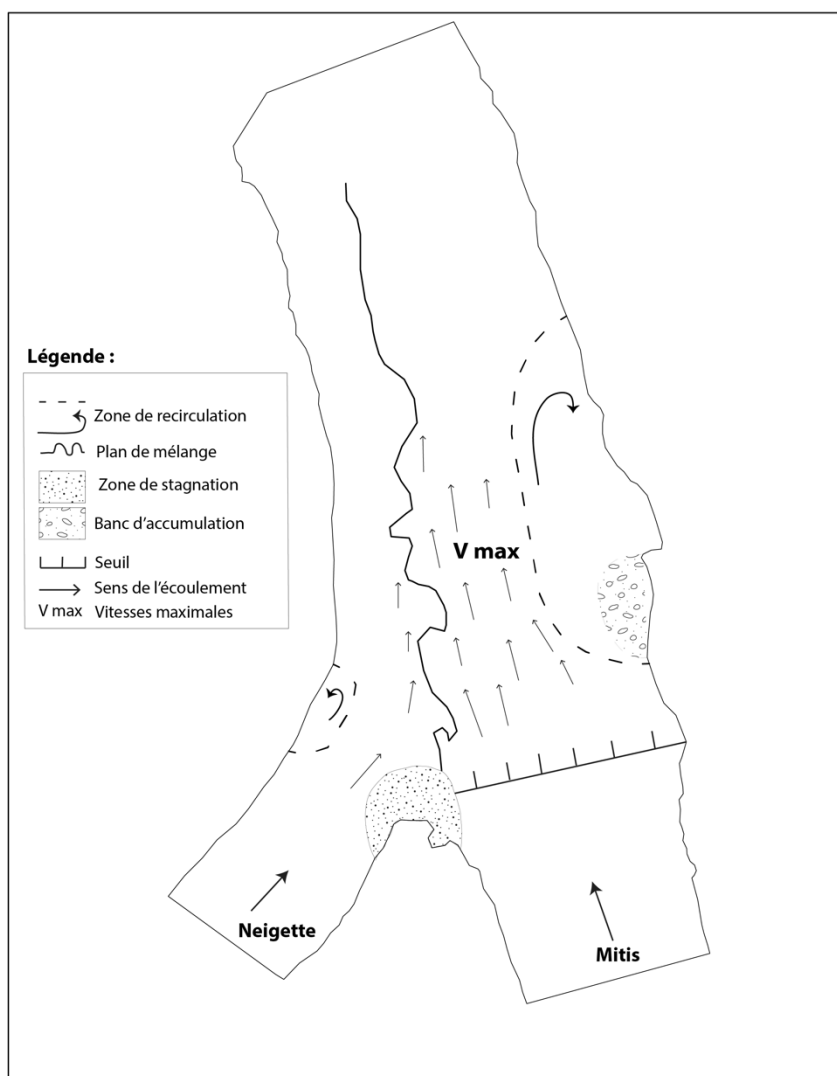 Légende :
Zone de recirculation
Plan de mélange
Zone de stagnation
Banc d'accumulation
Seuil
Sens de l'écoulement
V max Vitesses maximales
V max
Neigette
Mitis